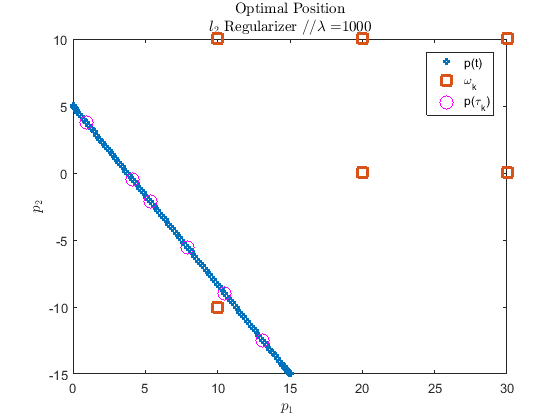 Optimal Position
l₂ Regularizer //λ =1000
10
5
0
-5
-10
-15
p₂
0
5
10
15
20
25
30
p₁
p(t)
ωₖ
p(τₖ)